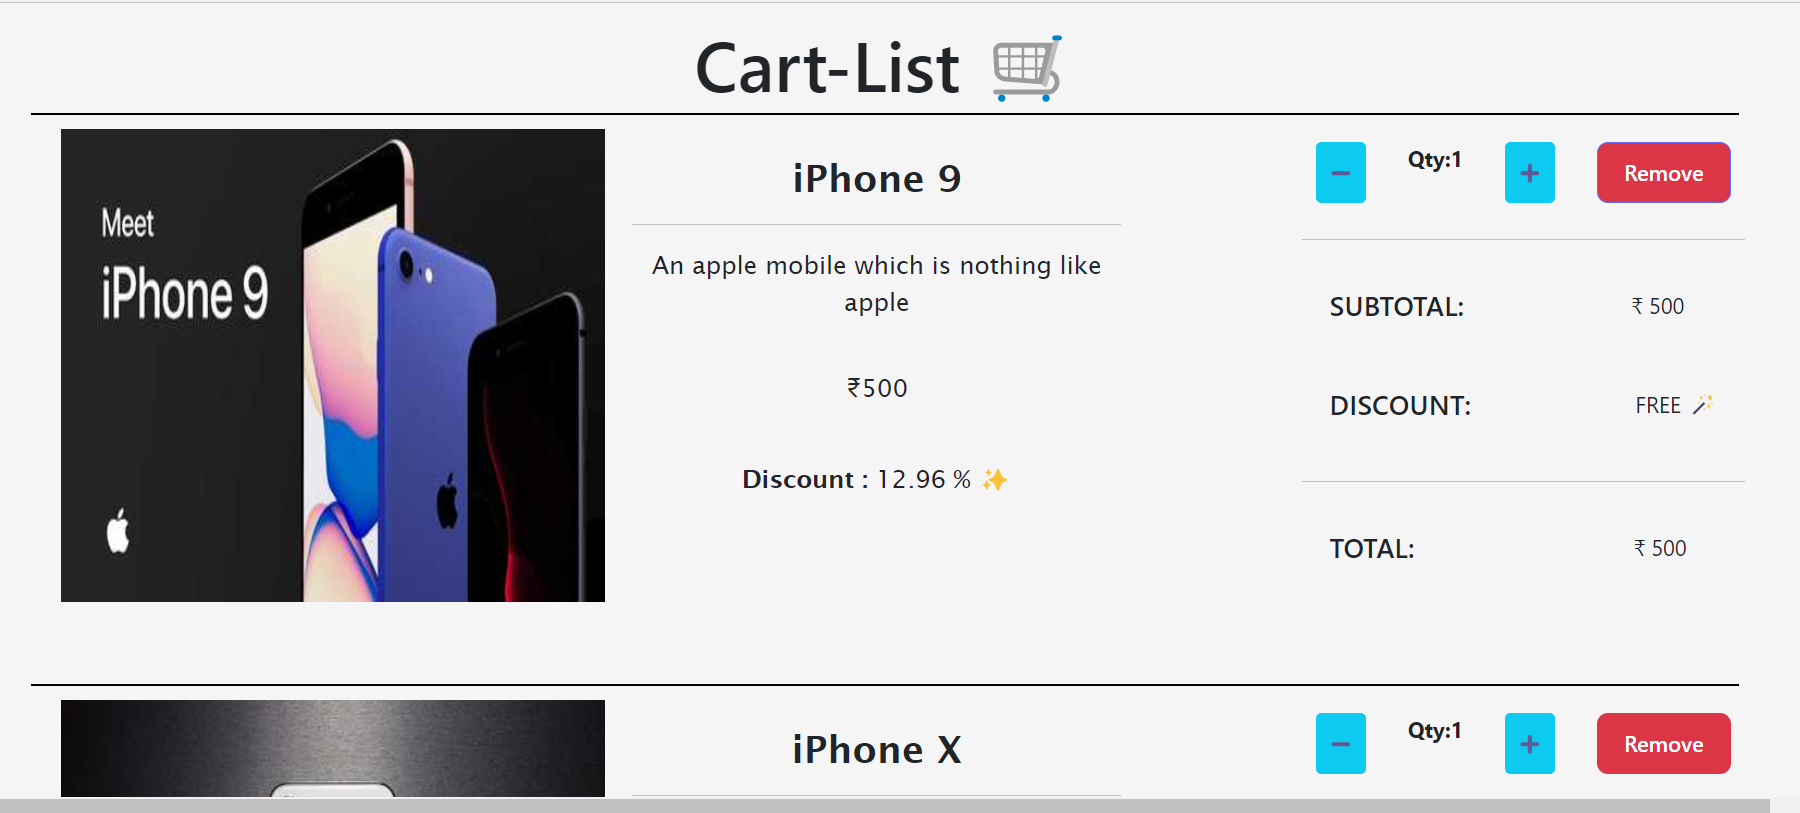 Cart-List
Meet
iPhone 9
iPhone 9
An apple mobile which is nothing like
apple
₹500
Discount : 12.96 %
− Qty:1 + Remove
SUBTOTAL: ₹ 500
DISCOUNT: FREE
TOTAL: ₹ 500
iPhone X
− Qty:1 + Remove